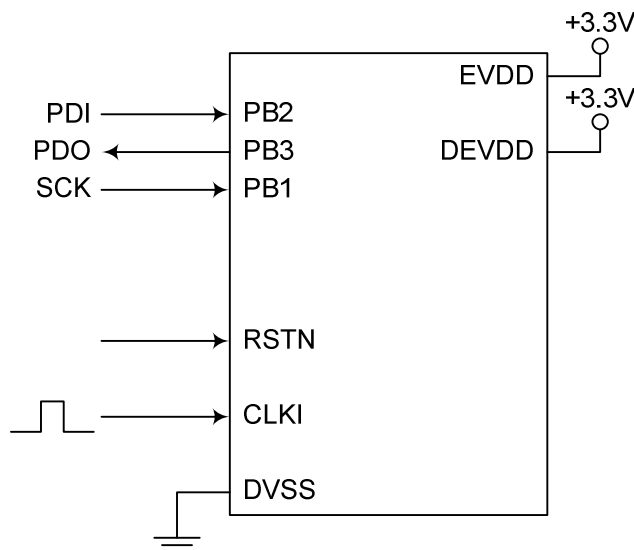 +3.3V
EVDD
+3.3V
PDI PB2
PDO PB3 DEVDD
SCK PB1
RSTN
CLKI
DVSS